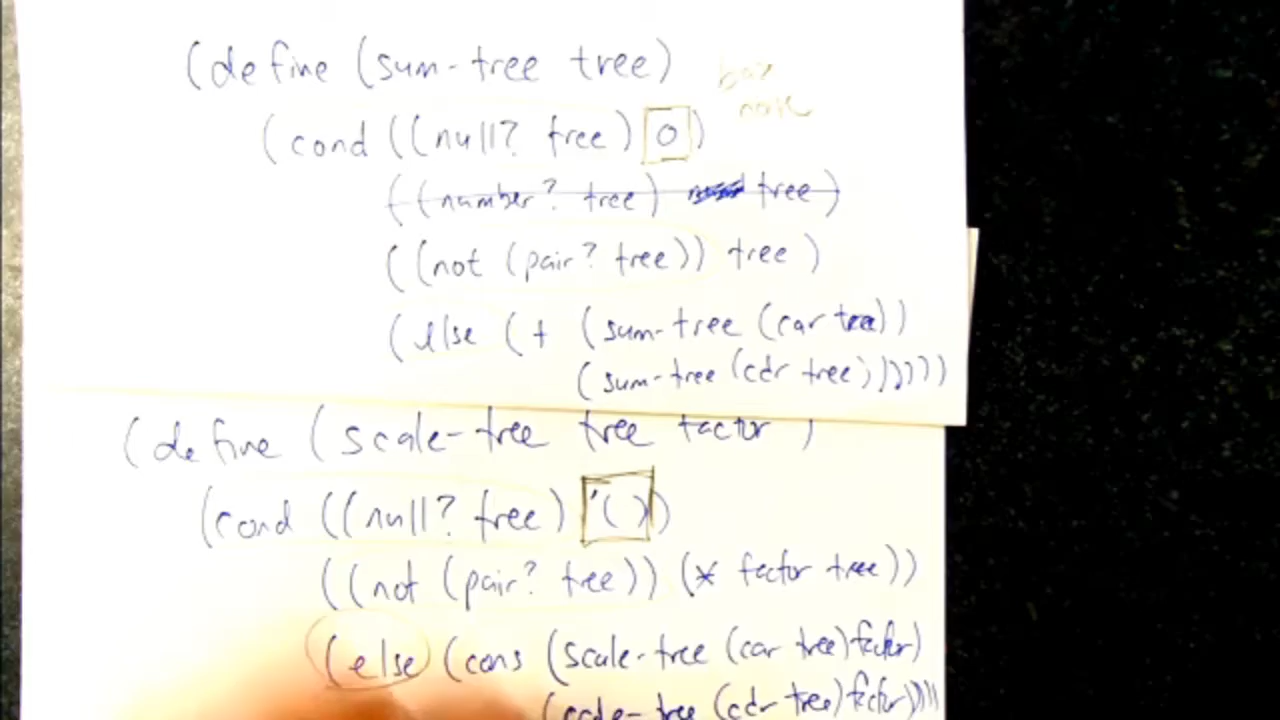 (define (sum-tree tree)
(cond ((null? tree) 0)
((number? tree) tree)
((not (pair? tree)) tree)
(else (+ (sum-tree (car tree))
(sum-tree (cdr tree)))))
(define (scale-tree tree factor)
(cond ((null? tree) '())
((not (pair? tree)) (* factor tree))
(else (cons (scale-tree (car tree) factor)
(scale-tree (cdr tree) factor))))